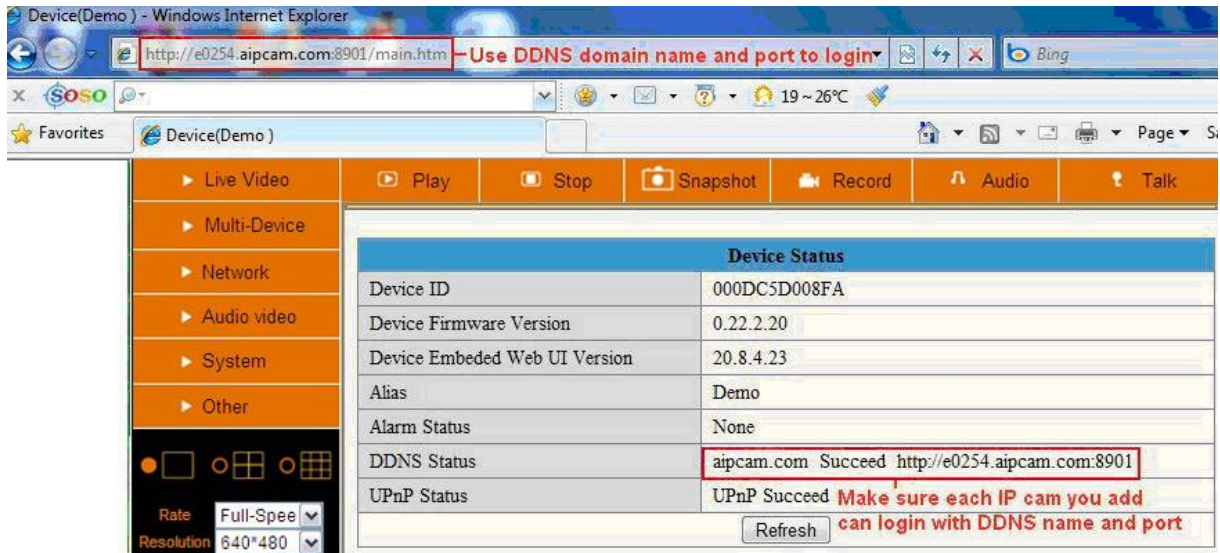 Device(Demo ) - Windows Internet Explorer
http://e0254.aipcam.com:8901/main.htm Use DDNS domain name and port to login Bing
x SOSO 19~26℃
Favorites Device(Demo ) Page
Live Video Play Stop Snapshot Record Audio Talk
Multi-Device
Network
Audio video
System
Other
Device Status
Device ID 000DC5D008FA
Device Firmware Version 0.22.2.20
Device Embeded Web UI Version 20.8.4.23
Alias Demo
Alarm Status None
DDNS Status aipcam.com Succeed http://e0254.aipcam.com:8901
UPnP Status UPnP Succeed Make sure each IP cam you add
can login with DDNS name and port
Refresh
Rate Full-Spee
Resolution 640*480